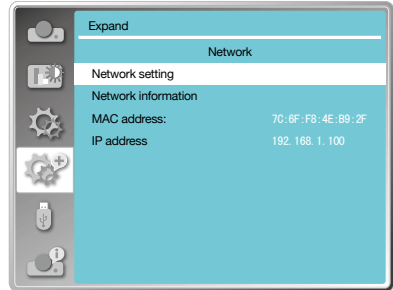 Expand
Network
Network setting
Network information
MAC address: 7C:6F:F8:4E:B9:2F
IP address 192. 168. 1. 100